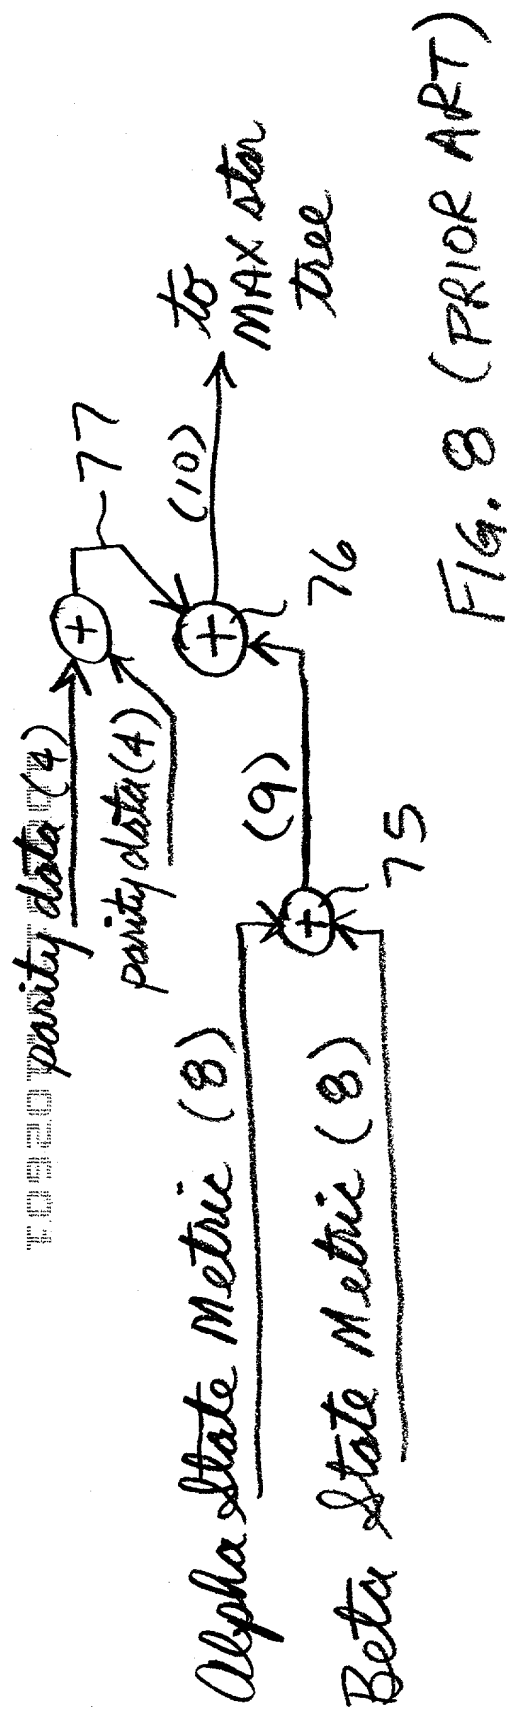 parity data (4)
parity data (4)
77
Alpha State Metric (8)
(10)
to
MAX star
tree
(9)
76
Beta State Metric (8)
75
FIG. 8 (PRIOR ART)